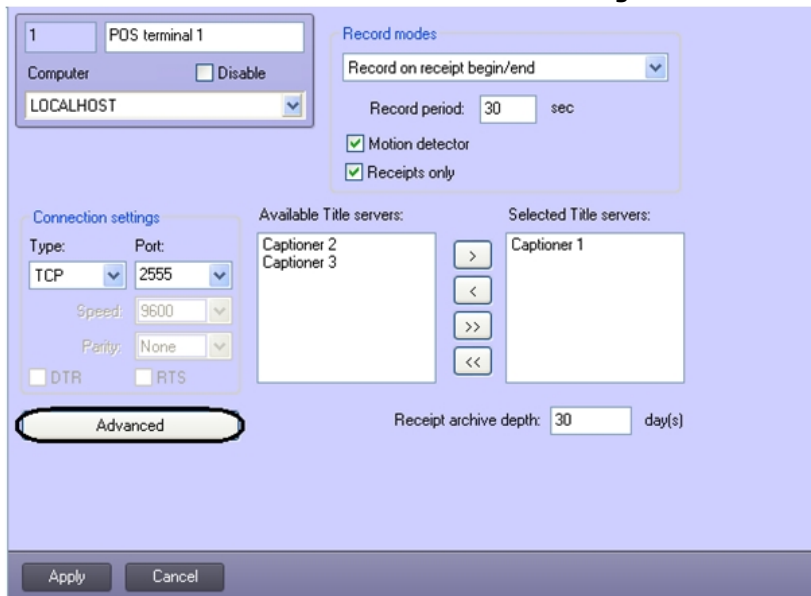 1 POS terminal 1
Computer Disable
LOCALHOST
Record modes
Record on receipt begin/end
Record period: 30 sec
Motion detector
Receipts only
Connection settings
Type: Port:
TCP 2555
Speed: 9600
Parity: None
DTR RTS
Advanced
Available Title servers:
Captioner 2
Captioner 3
>
<
>>
<<
Selected Title servers:
Captioner 1
Receipt archive depth: 30 day(s)
Apply Cancel